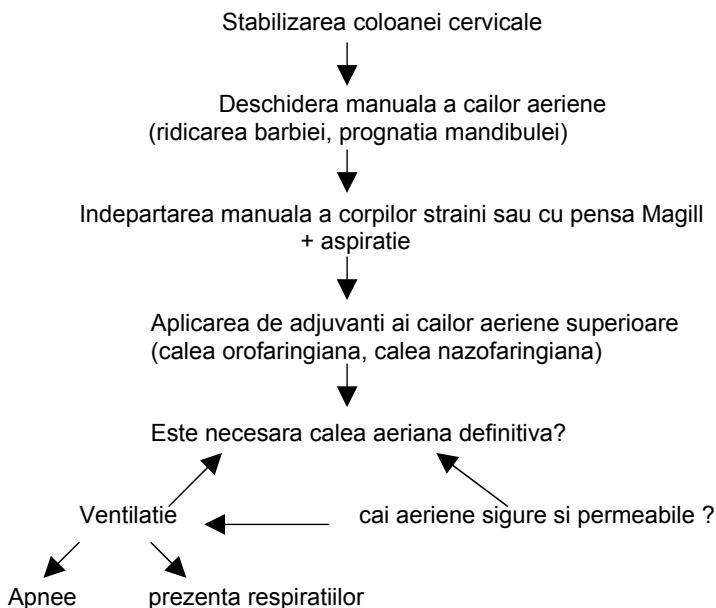 Stabilizarea coloanei cervicale
Deschidera manuala a cailor aeriene
(ridicarea barbiei, prognatia mandibulei)
Indepartarea manuala a corpilor straini sau cu pensa Magill
+ aspiratie
Aplicarea de adjuvanti ai cailor aeriene superioare
(calea orofaringiana, calea nazofaringiana)
Este necesara calea aeriana definitiva?
Ventilatie
cai aeriene sigure si permeabile ?
Apnee
prezenta respiratiilor